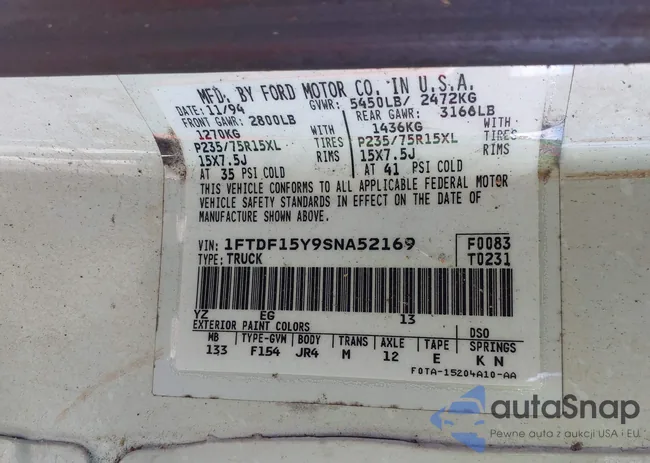 MFD. BY FORD MOTOR CO. IN U.S.A.
DATE: 11/94 GVWR: 5450LB/ 2472KG
FRONT GAWR: 2800LB REAR GAWR: 3166LB
1270KG WITH 1436KG WITH
P235/75R15XL TIRES P235/75R15XL TIRES
15X7.5J RIMS 15X7.5J RIMS
AT 35 PSI COLD AT 41 PSI COLD
THIS VEHICLE CONFORMS TO ALL APPLICABLE FEDERAL MOTOR
VEHICLE SAFETY STANDARDS IN EFFECT ON THE DATE OF
MANUFACTURE SHOWN ABOVE.
VIN: 1FTDF15Y9SNA52169 F0083
TYPE: TRUCK T0231
YZ EG 13
EXTERIOR PAINT COLORS DSO
WB TYPE-GVW BODY TRANS AXLE TAPE SPRINGS
133 F154 JR4 M 12 E K N
F0TA-15204A10-AA
autaSnap
Pewne auta z aukcji USA i EU